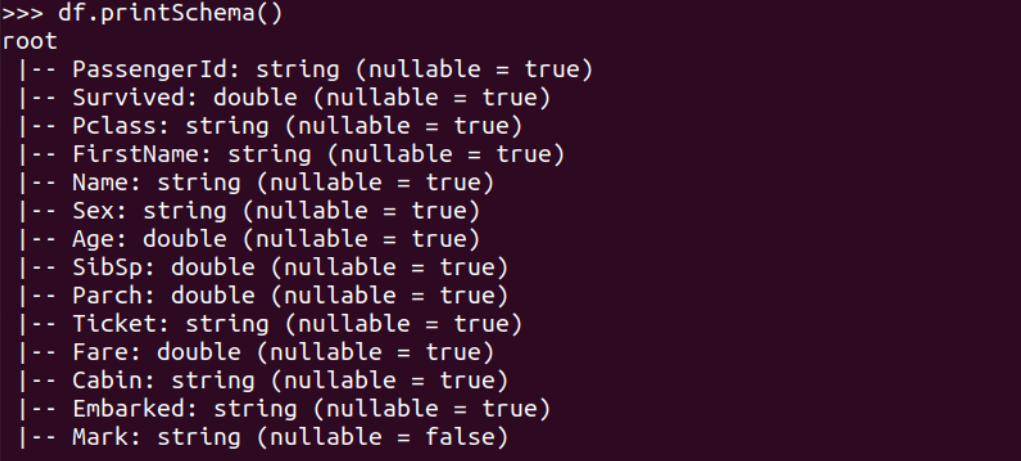 >>> df.printSchema()
root
 |-- PassengerId: string (nullable = true)
 |-- Survived: double (nullable = true)
 |-- Pclass: string (nullable = true)
 |-- FirstName: string (nullable = true)
 |-- Name: string (nullable = true)
 |-- Sex: string (nullable = true)
 |-- Age: double (nullable = true)
 |-- SibSp: double (nullable = true)
 |-- Parch: double (nullable = true)
 |-- Ticket: string (nullable = true)
 |-- Fare: double (nullable = true)
 |-- Cabin: string (nullable = true)
 |-- Embarked: string (nullable = true)
 |-- Mark: string (nullable = false)